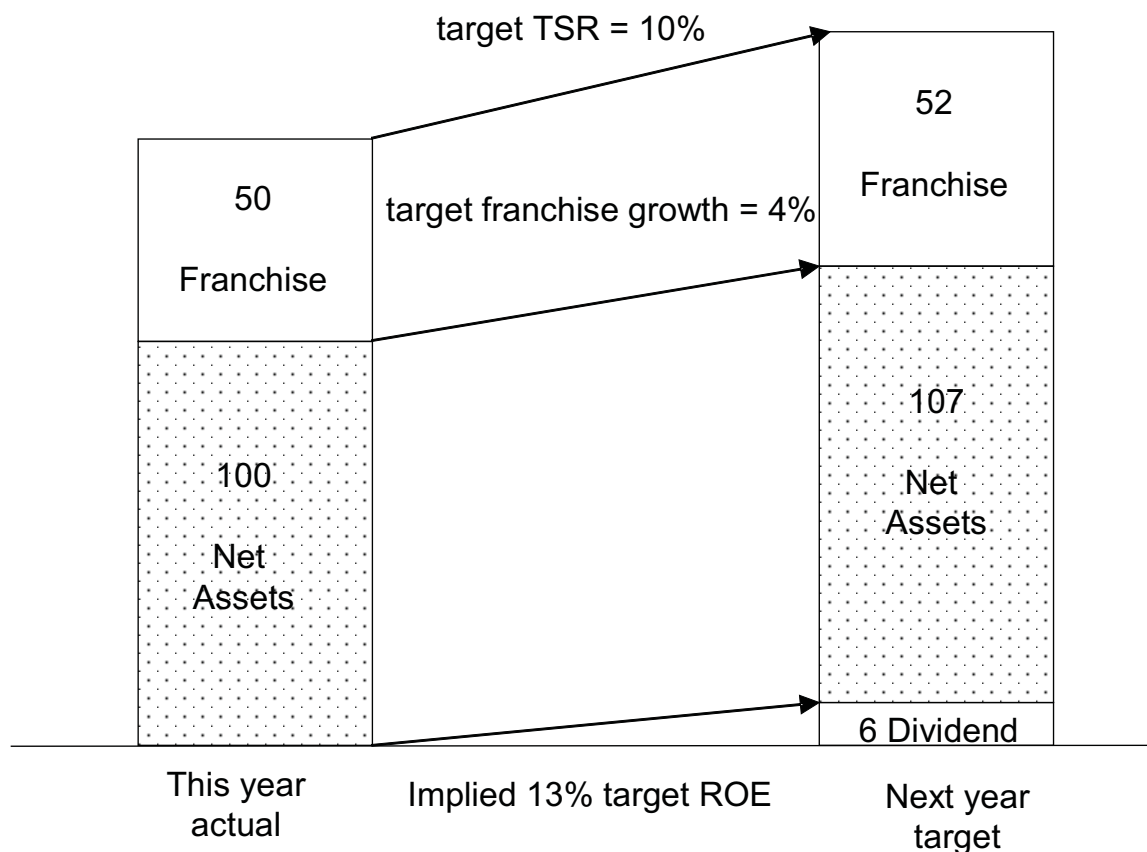 target TSR = 10%
50
Franchise
52
Franchise
target franchise growth = 4%
100
Net
Assets
107
Net
Assets
6 Dividend
This year
actual
Implied 13% target ROE
Next year
target